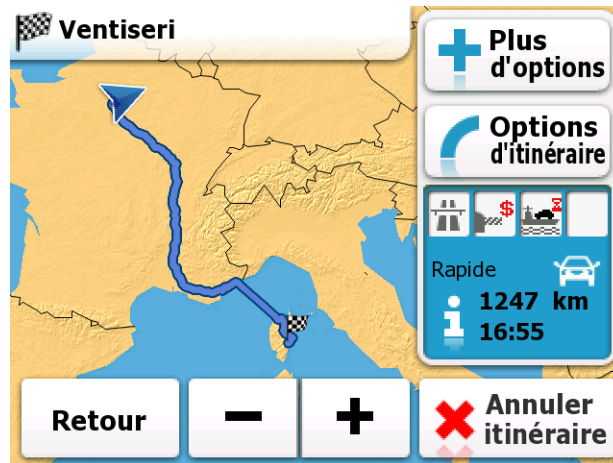 Ventiseri
Plus
d'options
Options
d'itinéraire
$
Rapide
1247 km
16:55
Retour
Annuler
itinéraire